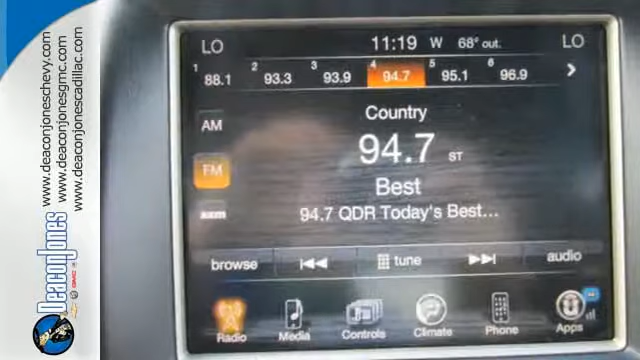 www.deaconjoneschevy.com
www.deaconjonesgmc.com
www.deaconjonescadillac.com
DeaconJones
LO 11:19 W 68° out. LO
1 88.1 2 93.3 3 93.9 4 94.7 5 95.1 6 96.9
AM
FM
sxm
Country
94.7 ST
Best
94.7 QDR Today's Best...
browse tune audio
Radio Media Controls Climate Phone Apps